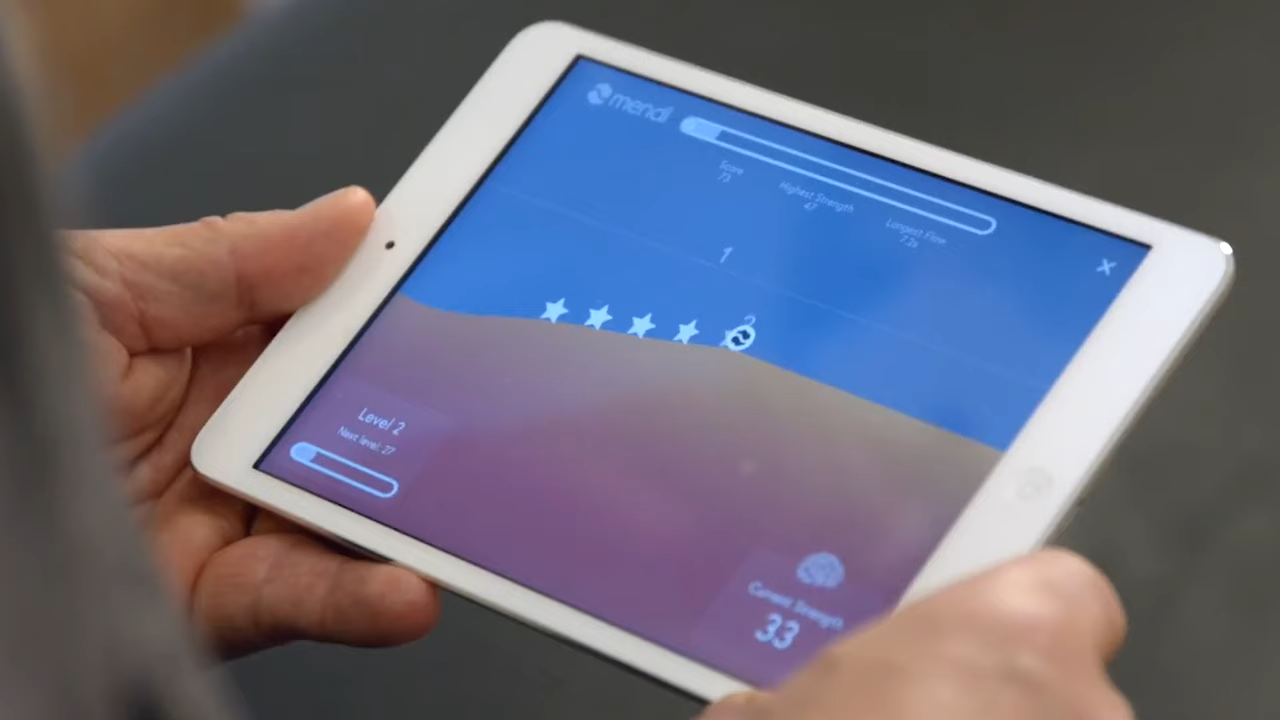 mendi
Score
73
Highest Strength
47
Longest Flow
7.2s
1
2
Level 2
Next level: 27
Current Strength
33